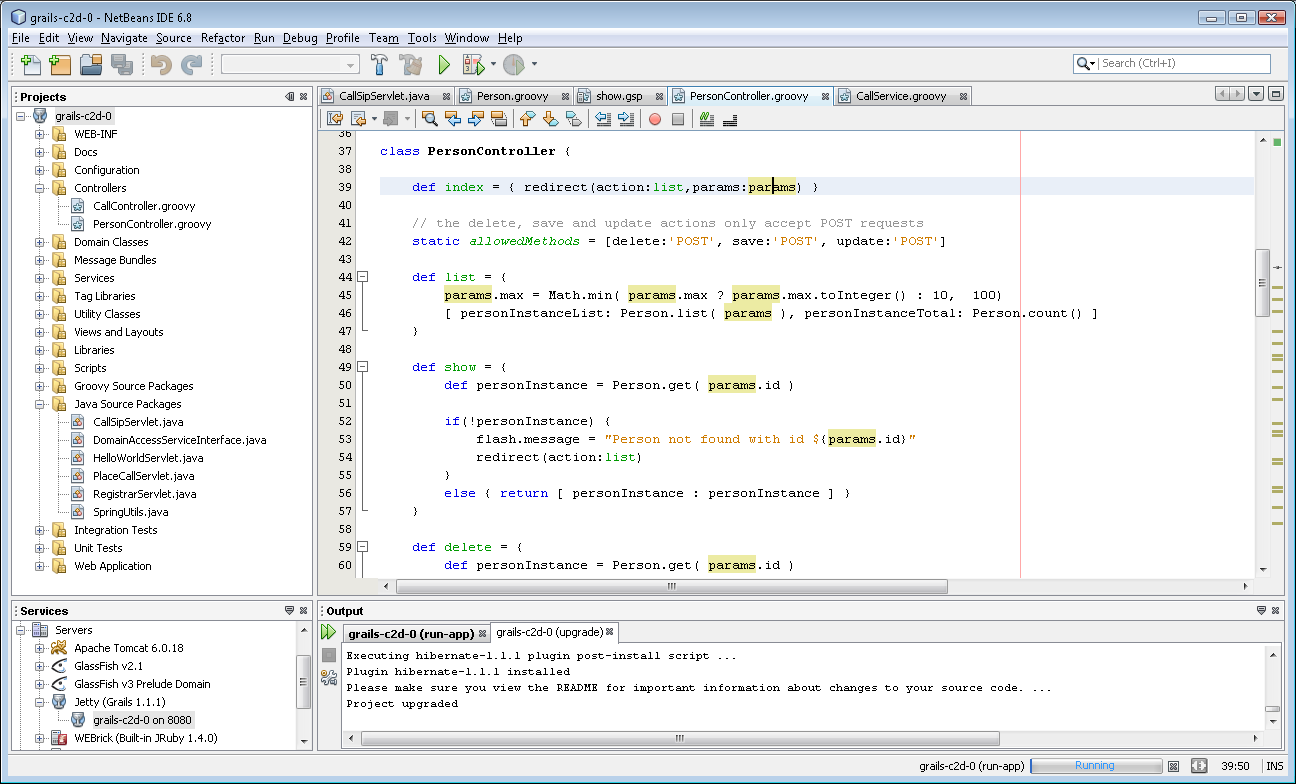 grails-c2d-0 - NetBeans IDE 6.8
File Edit View Navigate Source Refactor Run Debug Profile Team Tools Window Help
Search (Ctrl+I)
Projects
grails-c2d-0
WEB-INF
Docs
Configuration
Controllers
CallController.groovy
PersonController.groovy
Domain Classes
Message Bundles
Services
Tag Libraries
Utility Classes
Views and Layouts
Libraries
Scripts
Groovy Source Packages
Java Source Packages
CallSipServlet.java
DomainAccessServiceInterface.java
HelloWorldServlet.java
PlaceCallServlet.java
RegistrarServlet.java
SpringUtils.java
Integration Tests
Unit Tests
Web Application
CallSipServlet.java Person.groovy show.gsp PersonController.groovy CallService.groovy
36
37 class PersonController {
38
39 def index = { redirect(action:list,params:params) }
40
41 // the delete, save and update actions only accept POST requests
42 static allowedMethods = [delete:'POST', save:'POST', update:'POST']
43
44 def list = {
45 params.max = Math.min( params.max ? params.max.toInteger() : 10,  100)
46 [ personInstanceList: Person.list( params ), personInstanceTotal: Person.count() ]
47 }
48
49 def show = {
50 def personInstance = Person.get( params.id )
51
52 if(!personInstance) {
53 flash.message = "Person not found with id ${params.id}"
54 redirect(action:list)
55 }
56 else { return [ personInstance : personInstance ] }
57 }
58
59 def delete = {
60 def personInstance = Person.get( params.id )
Services
Servers
Apache Tomcat 6.0.18
GlassFish v2.1
GlassFish v3 Prelude Domain
Jetty (Grails 1.1.1)
grails-c2d-0 on 8080
WEBrick (Built-in JRuby 1.4.0)
Output
grails-c2d-0 (run-app) grails-c2d-0 (upgrade)
Executing hibernate-1.1.1 plugin post-install script ...
Plugin hibernate-1.1.1 installed
Please make sure you view the README for important information about changes to your source code. ...
Project upgraded
grails-c2d-0 (run-app) Running 39:50 INS